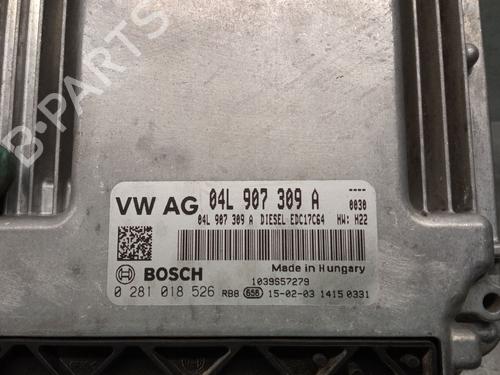 B-PARTS
VW AG 04L 907 309 A ----
0030
04L 907 309 A DIESEL EDC17C64 HW: H22
BOSCH Made in Hungary
1039S57279
0 281 018 526 RB8 656 15-02-03 1415 0331